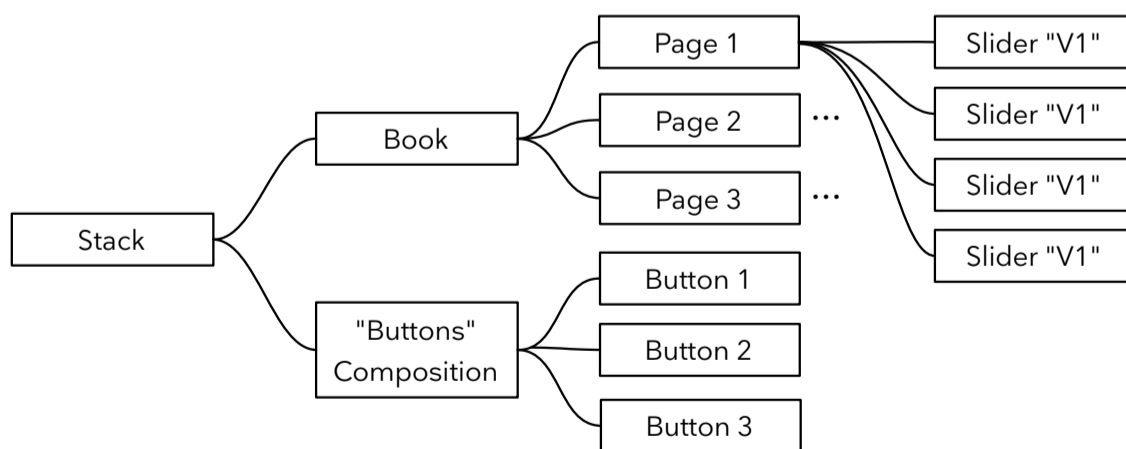 Page 1
Slider "V1"
Page 2
...
Slider "V1"
Book
Page 3
...
Slider "V1"
Stack
Slider "V1"
Button 1
"Buttons"
Composition
Button 2
Button 3